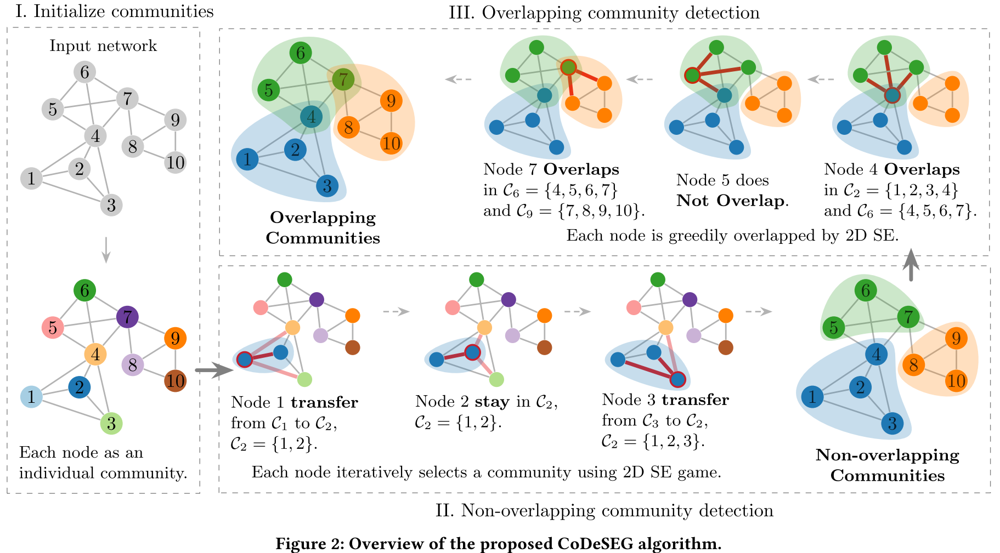 I. Initialize communities
Input network
6
7
5
9
4
8
10
2
1
3
6
7
5
9
4
8
10
2
1
3
Each node as an
individual community.
III. Overlapping community detection
6
7
5
9
4
8
10
2
1
3
Overlapping
Communities
Node 7 Overlaps
in 𝒞₆ = {4, 5, 6, 7}
and 𝒞₉ = {7, 8, 9, 10}.
Node 5 does
Not Overlap.
Node 4 Overlaps
in 𝒞₂ = {1, 2, 3, 4}
and 𝒞₆ = {4, 5, 6, 7}.
Each node is greedily overlapped by 2D SE.
Node 1 transfer
from 𝒞₁ to 𝒞₂,
𝒞₂ = {1, 2}.
Node 2 stay in 𝒞₂,
𝒞₂ = {1, 2}.
Node 3 transfer
from 𝒞₃ to 𝒞₂,
𝒞₂ = {1, 2, 3}.
Each node iteratively selects a community using 2D SE game.
6
7
5
9
4
8
10
2
1
3
Non-overlapping
Communities
II. Non-overlapping community detection
Figure 2: Overview of the proposed CoDeSEG algorithm.